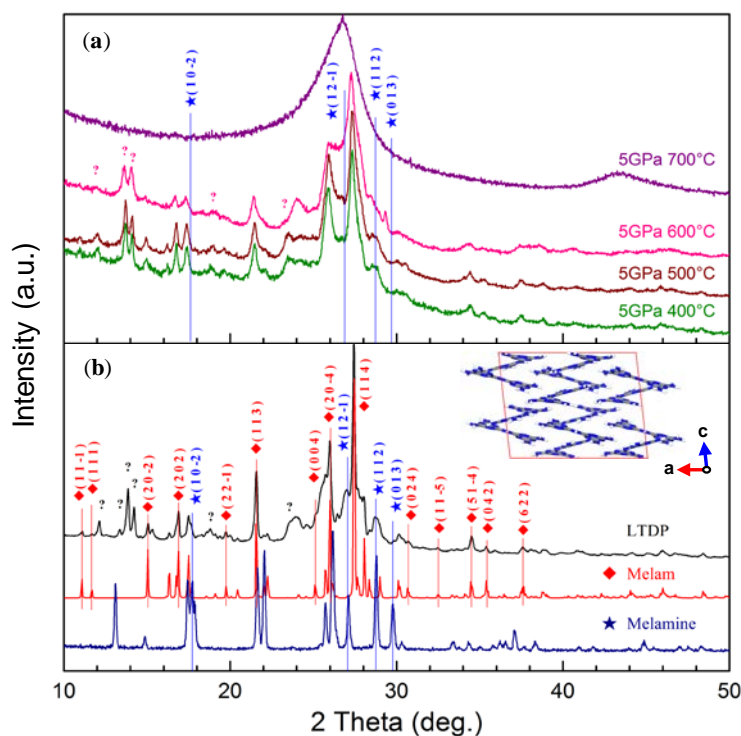 (a)
★(10-2)
★(12-1)
★(112)
★(013)
?
?
?
?
?
5GPa 700°C
5GPa 600°C
5GPa 500°C
5GPa 400°C
Intensity (a.u.)
(b)
◆(11-1)
◆(111)
?
?
?
?
◆(20-2)
◆(202)
★(10-2)
?
◆(22-1)
◆(113)
?
◆(004)
◆(20-4)
★(12-1)
◆(114)
★(112)
★(013)
◆(024)
◆(11-5)
◆(51-4)
◆(042)
◆(622)
c
a
LTDP
◆ Melam
★ Melamine
10 20 30 40 50
2 Theta (deg.)